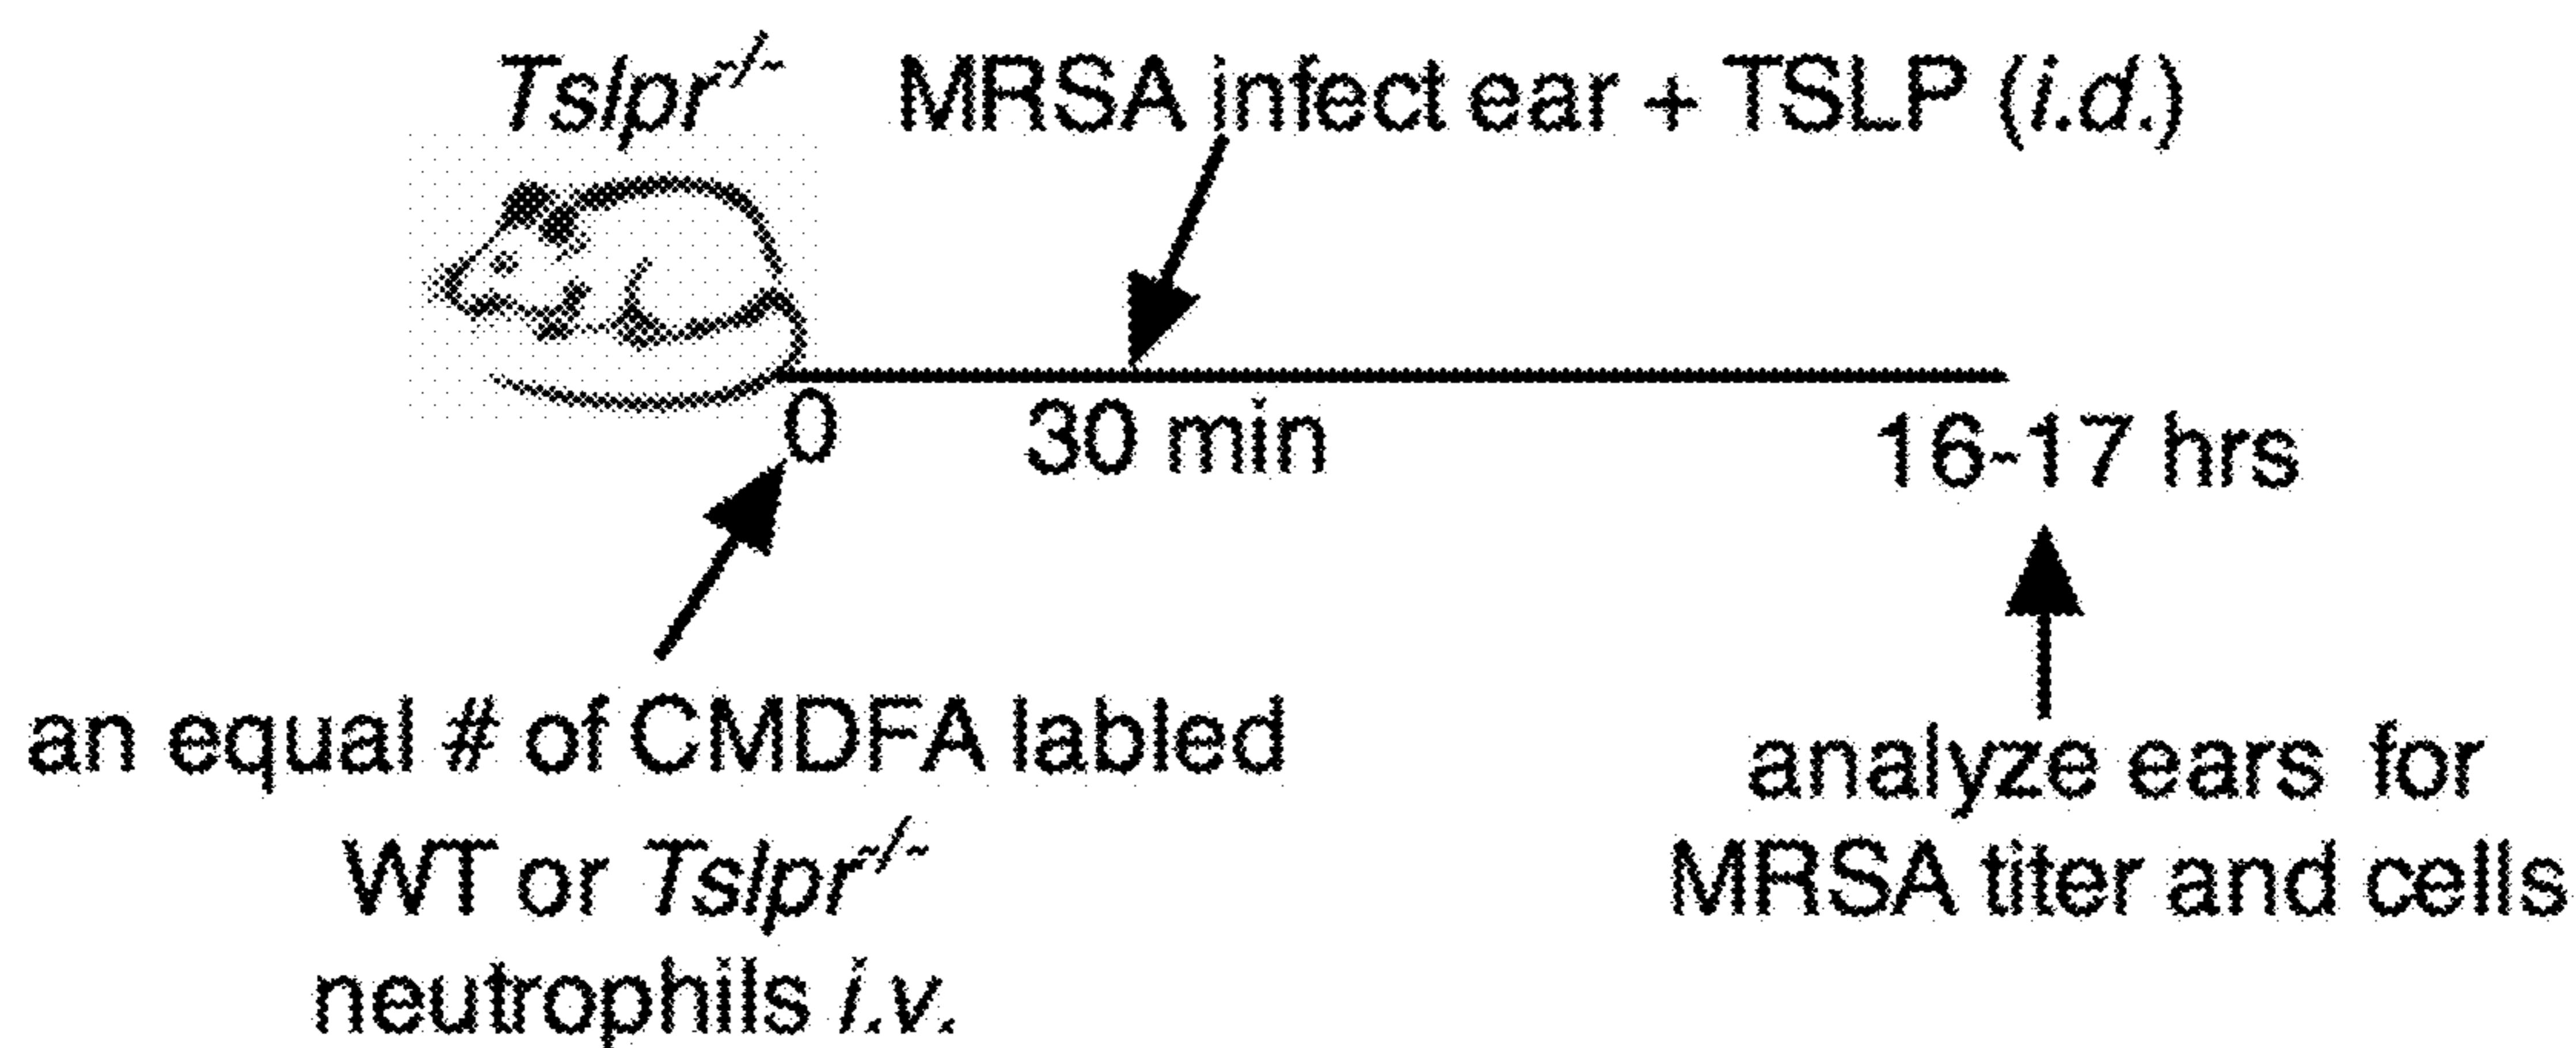 Tslpr-/-
MRSA infect ear + TSLP (i.d.)
0
30 min
16-17 hrs
an equal # of CMDFA labled
WT or Tslpr-/-
neutrophils i.v.
analyze ears for
MRSA titer and cells